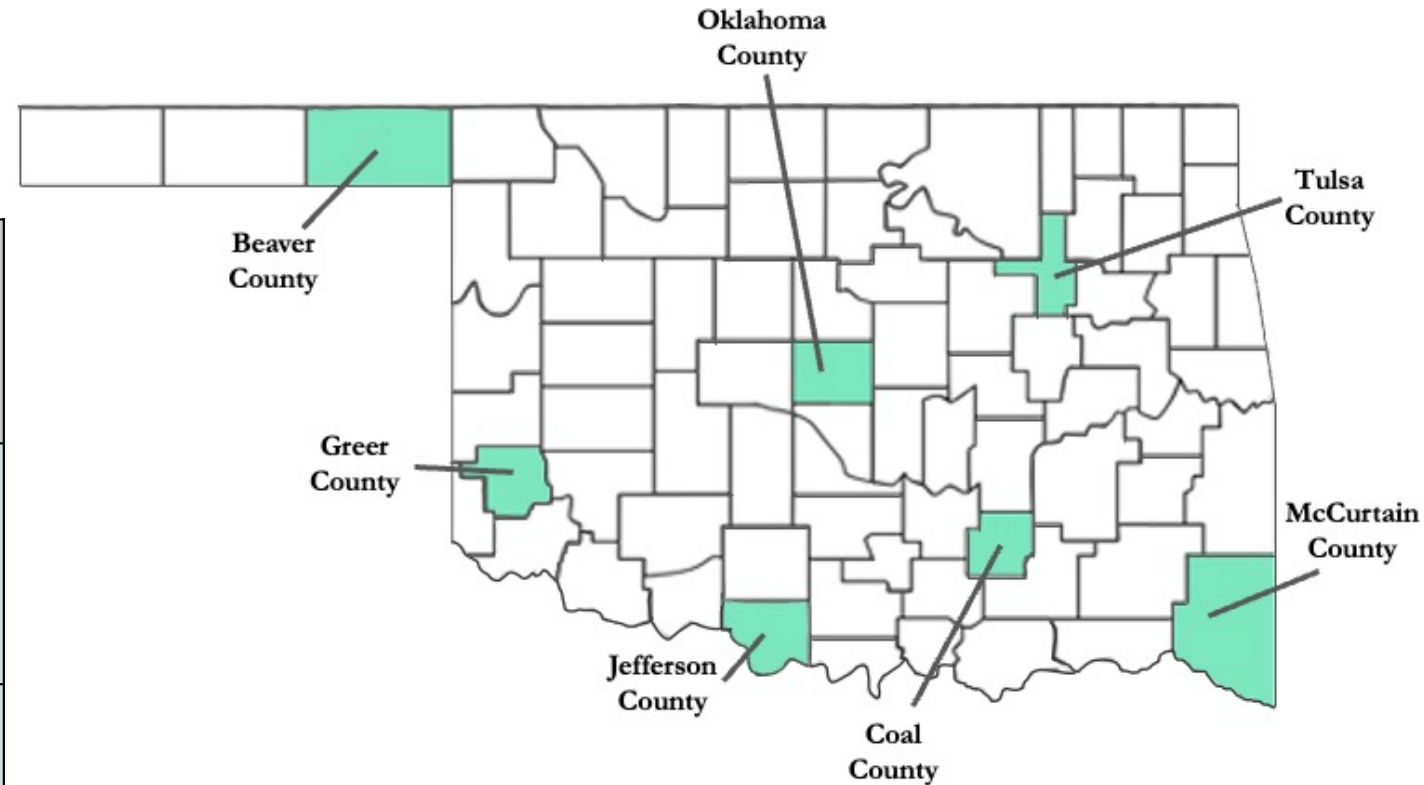 Oklahoma
County
Tulsa
County
Beaver
County
Greer
County
McCurtain
County
Jefferson
County
Coal
County